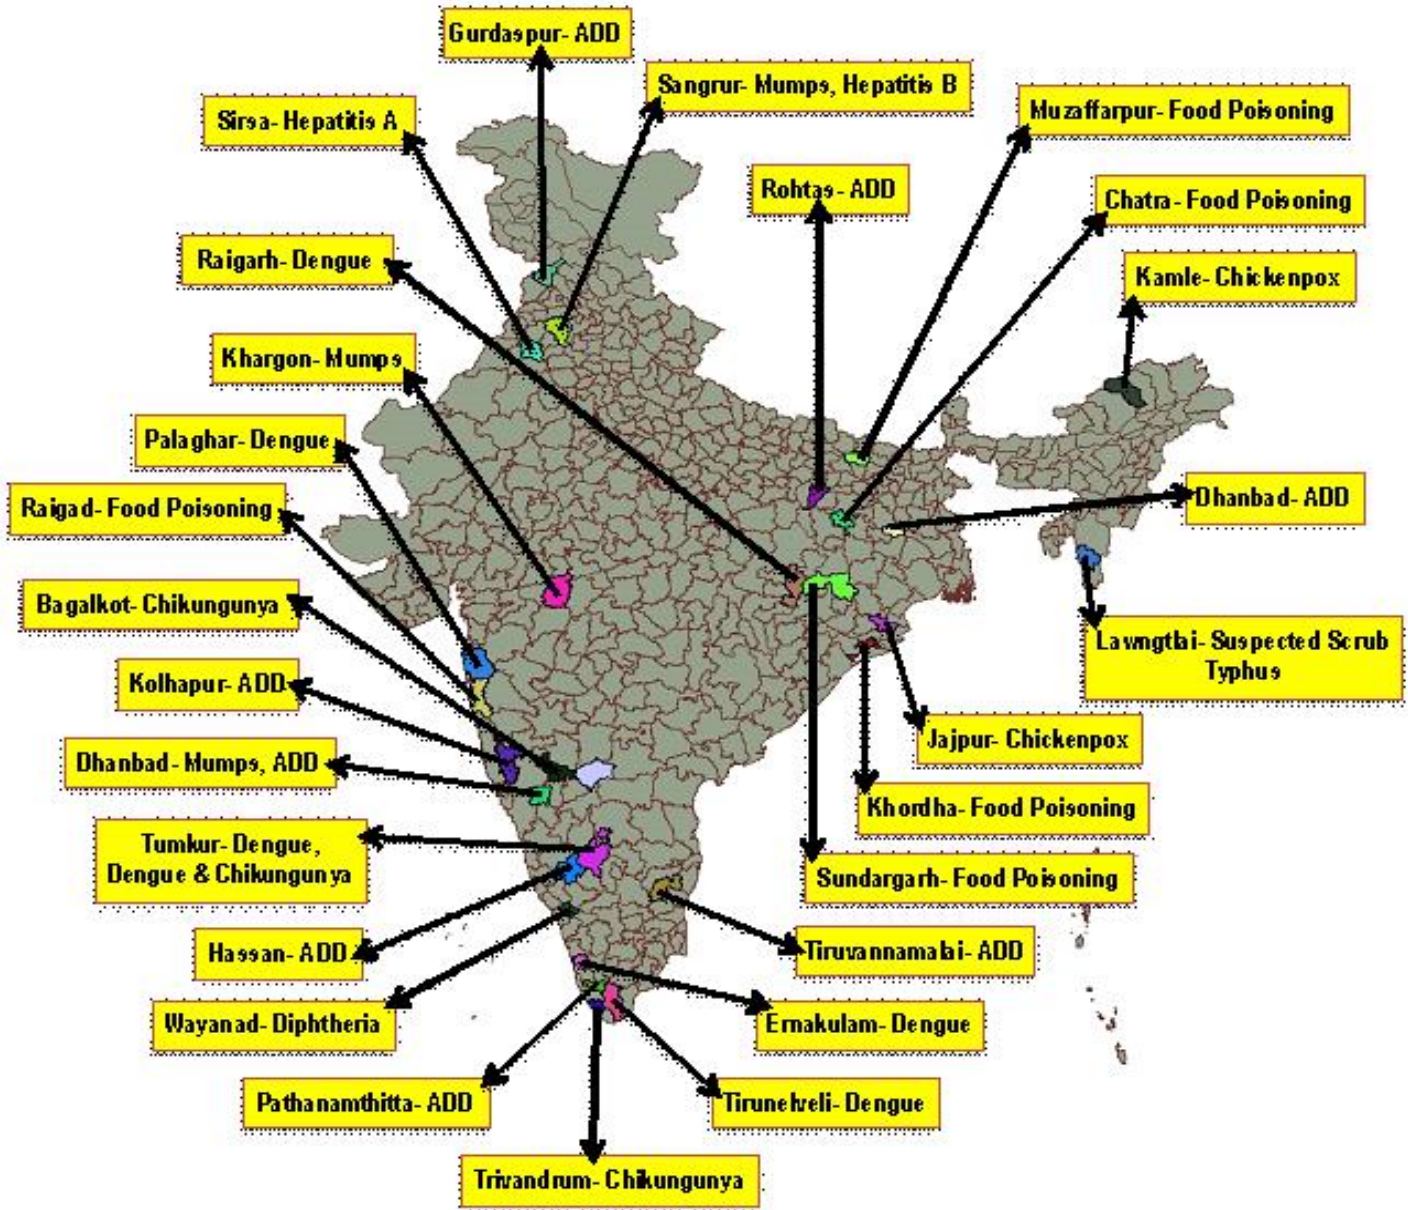 Gurdaspur- ADD
Sangrur- Mumps, Hepatitis B
Sirsa- Hepatitis A
Muzaffarpur- Food Poisoning
Rohtas- ADD
Chatra- Food Poisoning
Raigarh- Dengue
Kamle- Chickenpox
Khargon- Mumps
Palaghar- Dengue
Raigad- Food Poisoning
Dhanbad- ADD
Bagalkot- Chikungunya
Lawngtlai- Suspected Scrub
Typhus
Kolhapur- ADD
Jajpur- Chickenpox
Dhanbad- Mumps, ADD
Khordha- Food Poisoning
Tumkur- Dengue,
Dengue & Chikungunya
Sundargarh- Food Poisoning
Hassan- ADD
Tiruvannamalai- ADD
Wayanad- Diphtheria
Ernakulam- Dengue
Pathanamthitta- ADD
Tirunelveli- Dengue
Trivandrum- Chikungunya